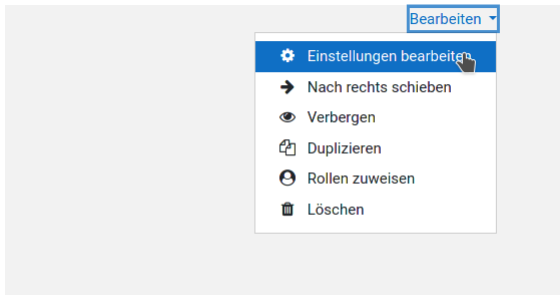 Bearbeiten
Einstellungen bearbeiten
Nach rechts schieben
Verbergen
Duplizieren
Rollen zuweisen
Löschen